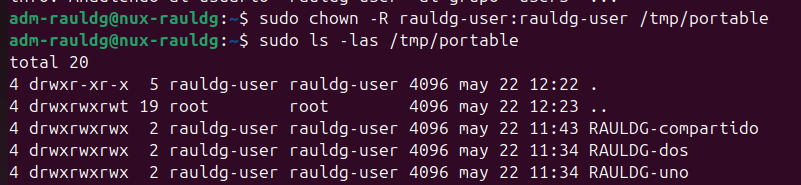 adm-rauldg@nux-rauldg:~$ sudo chown -R rauldg-user:rauldg-user /tmp/portable
adm-rauldg@nux-rauldg:~$ sudo ls -las /tmp/portable
total 20
4 drwxr-xr-x  5 rauldg-user rauldg-user 4096 may 22 12:22 .
4 drwxrwxrwt 19 root        root        4096 may 22 12:23 ..
4 drwxrwxrwx  2 rauldg-user rauldg-user 4096 may 22 11:43 RAULDG-compartido
4 drwxrwxrwx  2 rauldg-user rauldg-user 4096 may 22 11:34 RAULDG-dos
4 drwxrwxrwx  2 rauldg-user rauldg-user 4096 may 22 11:34 RAULDG-uno